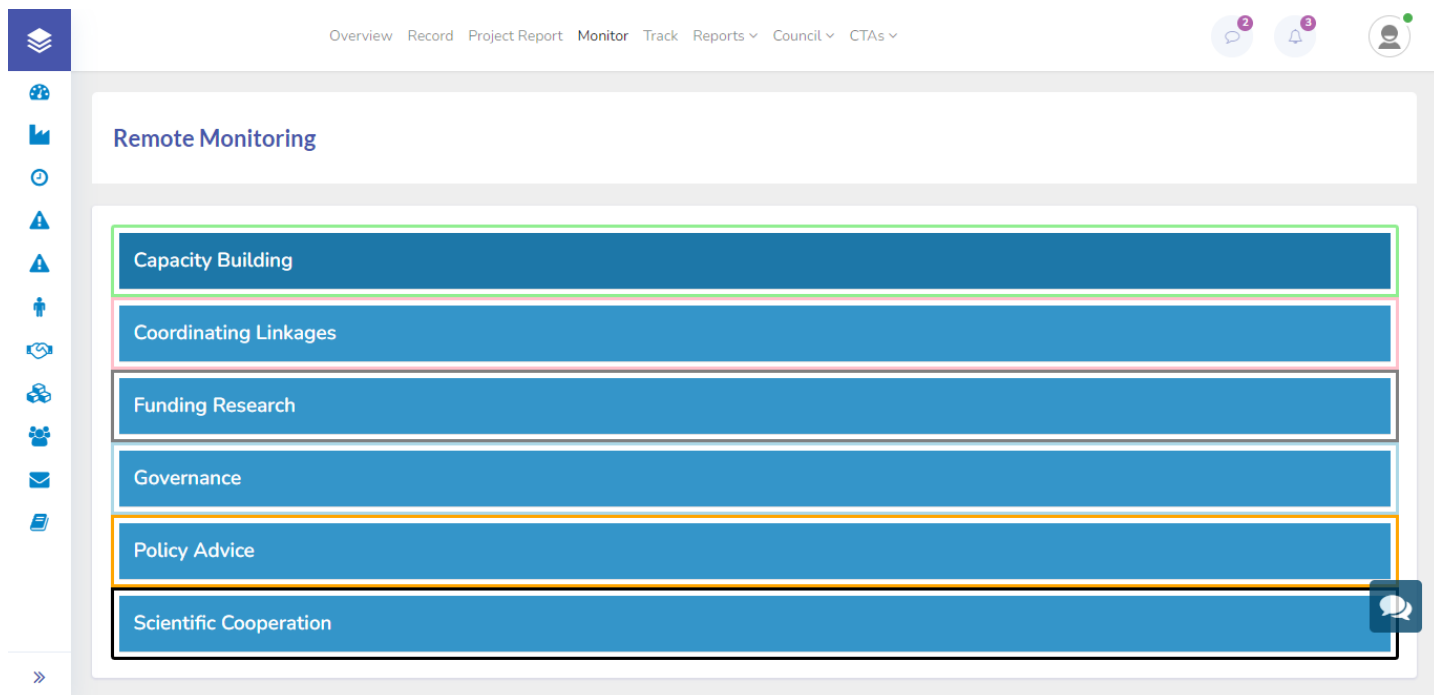 Overview Record Project Report Monitor Track Reports Council CTAs 2 3
Remote Monitoring
Capacity Building
Coordinating Linkages
Funding Research
Governance
Policy Advice
Scientific Cooperation